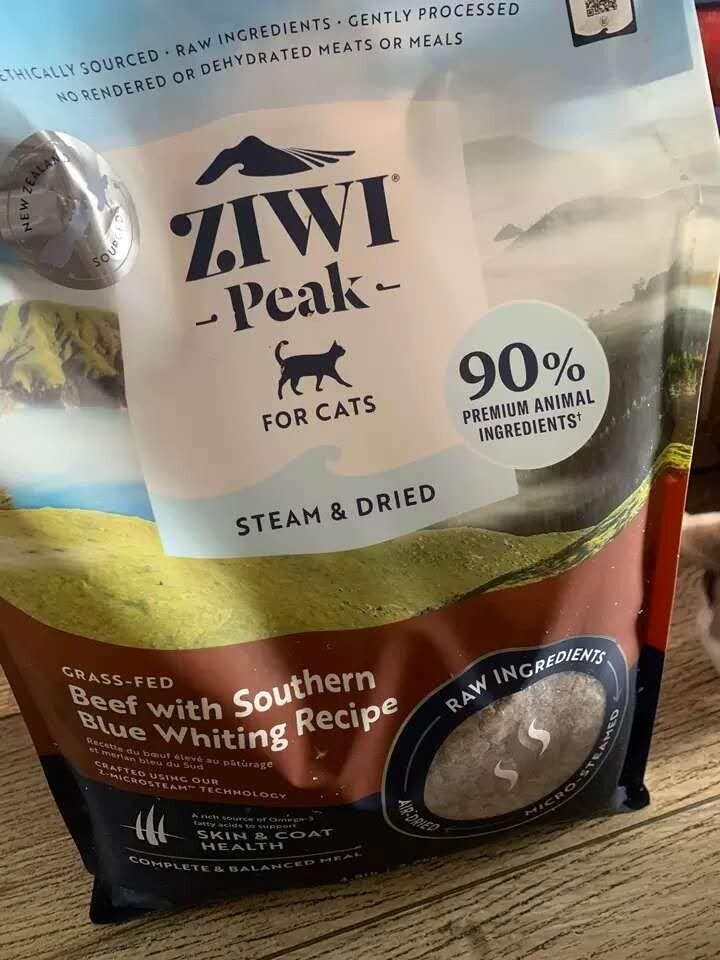 ETHICALLY SOURCED · RAW INGREDIENTS · GENTLY PROCESSED
NO RENDERED OR DEHYDRATED MEATS OR MEALS
NEW ZEALAND
SOURCED
ZIWI®
- Peak -
FOR CATS
90%
PREMIUM ANIMAL
INGREDIENTS†
STEAM & DRIED
GRASS-FED
Beef with Southern
Blue Whiting Recipe
Recette du bœuf élevé au pâturage
et merlan bleu du Sud
CRAFTED USING OUR
Z-MICROSTEAM™ TECHNOLOGY
RAW INGREDIENTS
MICRO-STEAMED
AIR-DRIED
A rich source of Omega-3
fatty acids to support
SKIN & COAT
HEALTH
COMPLETE & BALANCED MEAL